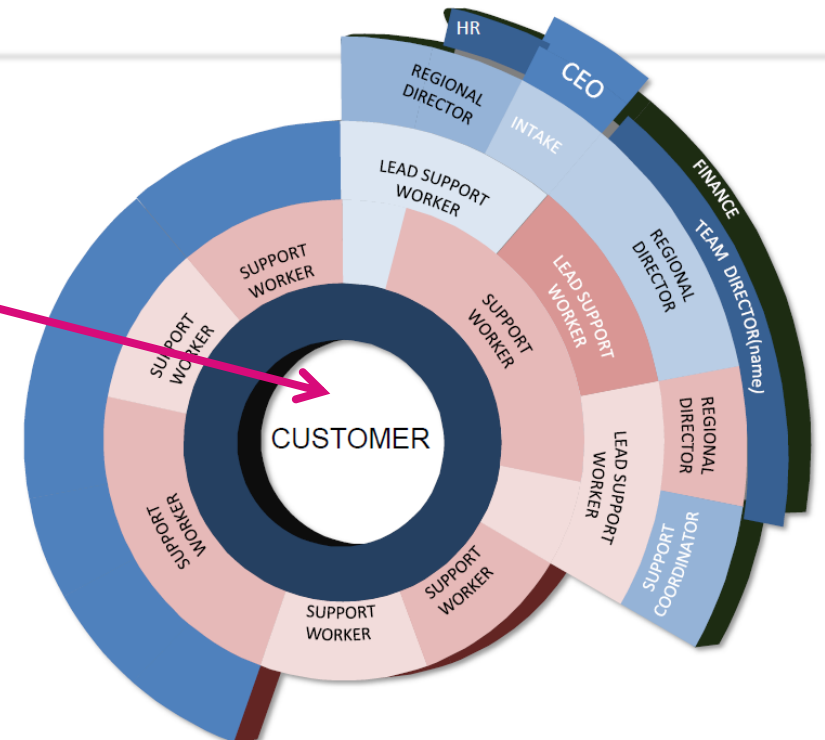 HR
CEO
REGIONAL
DIRECTOR
INTAKE
FINANCE
TEAM DIRECTOR(name)
LEAD SUPPORT
WORKER
REGIONAL
DIRECTOR
SUPPORT
WORKER
LEAD SUPPORT
WORKER
SUPPORT
WORKER
SUPPORT
WORKER
REGIONAL
DIRECTOR
CUSTOMER
LEAD SUPPORT
WORKER
SUPPORT
WORKER
SUPPORT
COORDINATOR
SUPPORT
WORKER
SUPPORT
WORKER